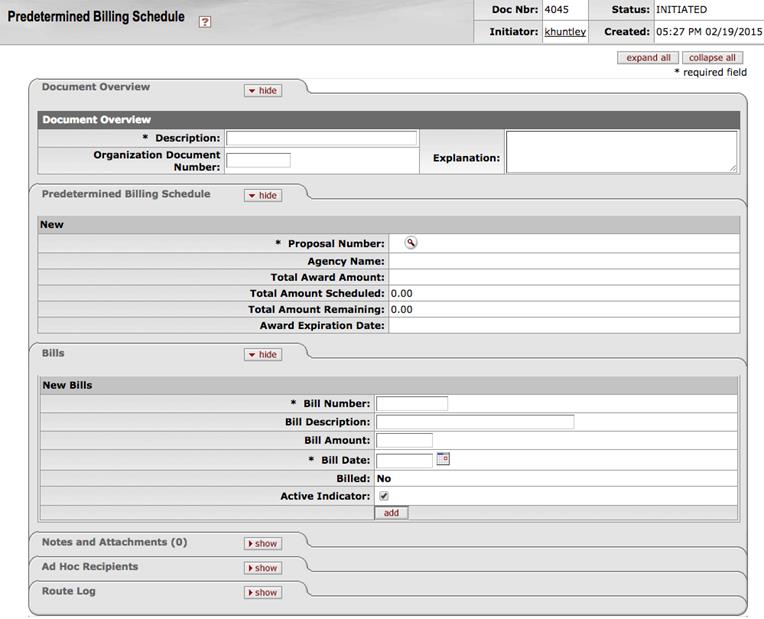 Predetermined Billing Schedule ?
Doc Nbr: 4045 Status: INITIATED
Initiator: khuntley Created: 05:27 PM 02/19/2015
expand all collapse all
* required field
Document Overview hide
Document Overview
* Description:
Organization Document Number:
Explanation:
Predetermined Billing Schedule hide
New
* Proposal Number:
Agency Name:
Total Award Amount:
Total Amount Scheduled: 0.00
Total Amount Remaining: 0.00
Award Expiration Date:
Bills hide
New Bills
* Bill Number:
Bill Description:
Bill Amount:
* Bill Date:
Billed: No
Active Indicator:
add
Notes and Attachments (0) show
Ad Hoc Recipients show
Route Log show